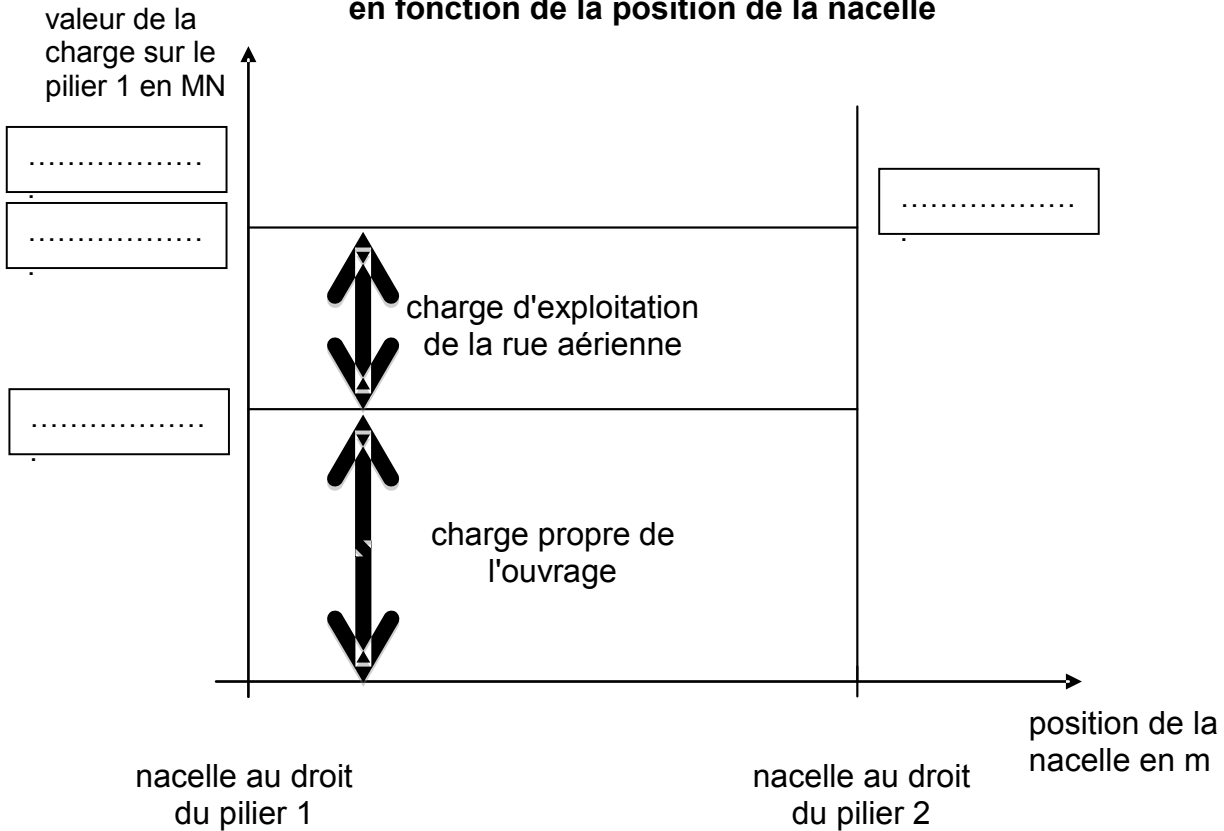 en fonction de la position de la nacelle
valeur de la
charge sur le
pilier 1 en MN
..................
.
..................
.
..................
.
charge d'exploitation
de la rue aérienne
..................
.
charge propre de
l'ouvrage
position de la
nacelle en m
nacelle au droit
du pilier 1
nacelle au droit
du pilier 2